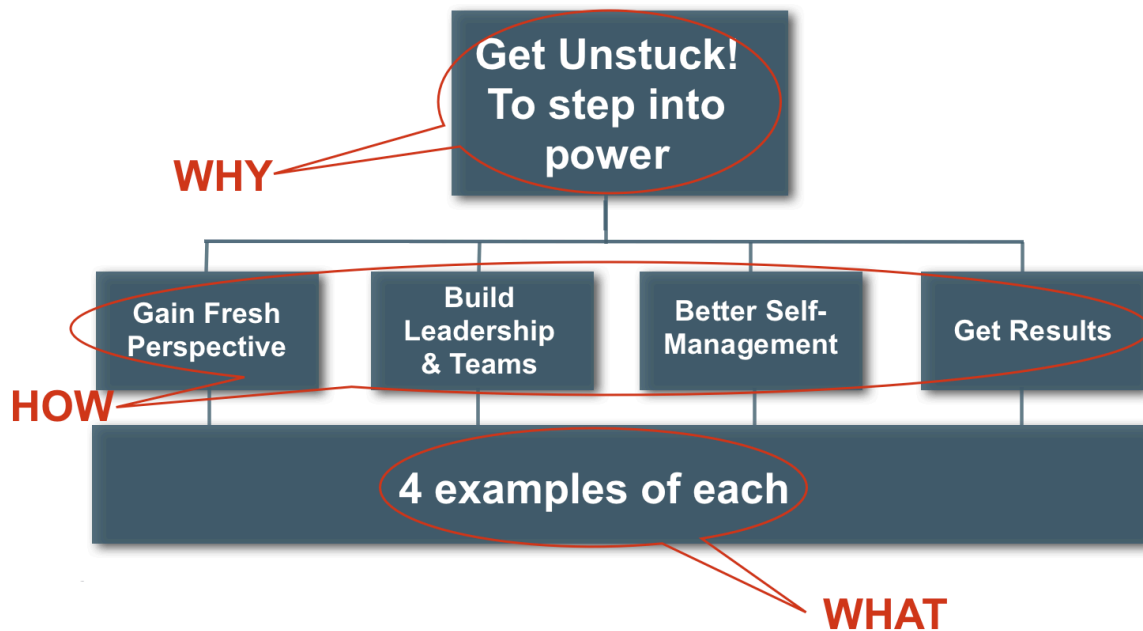 Get Unstuck!
To step into
power
WHY
Gain Fresh
Perspective
Build
Leadership
& Teams
Better Self-
Management
Get Results
HOW
4 examples of each
WHAT